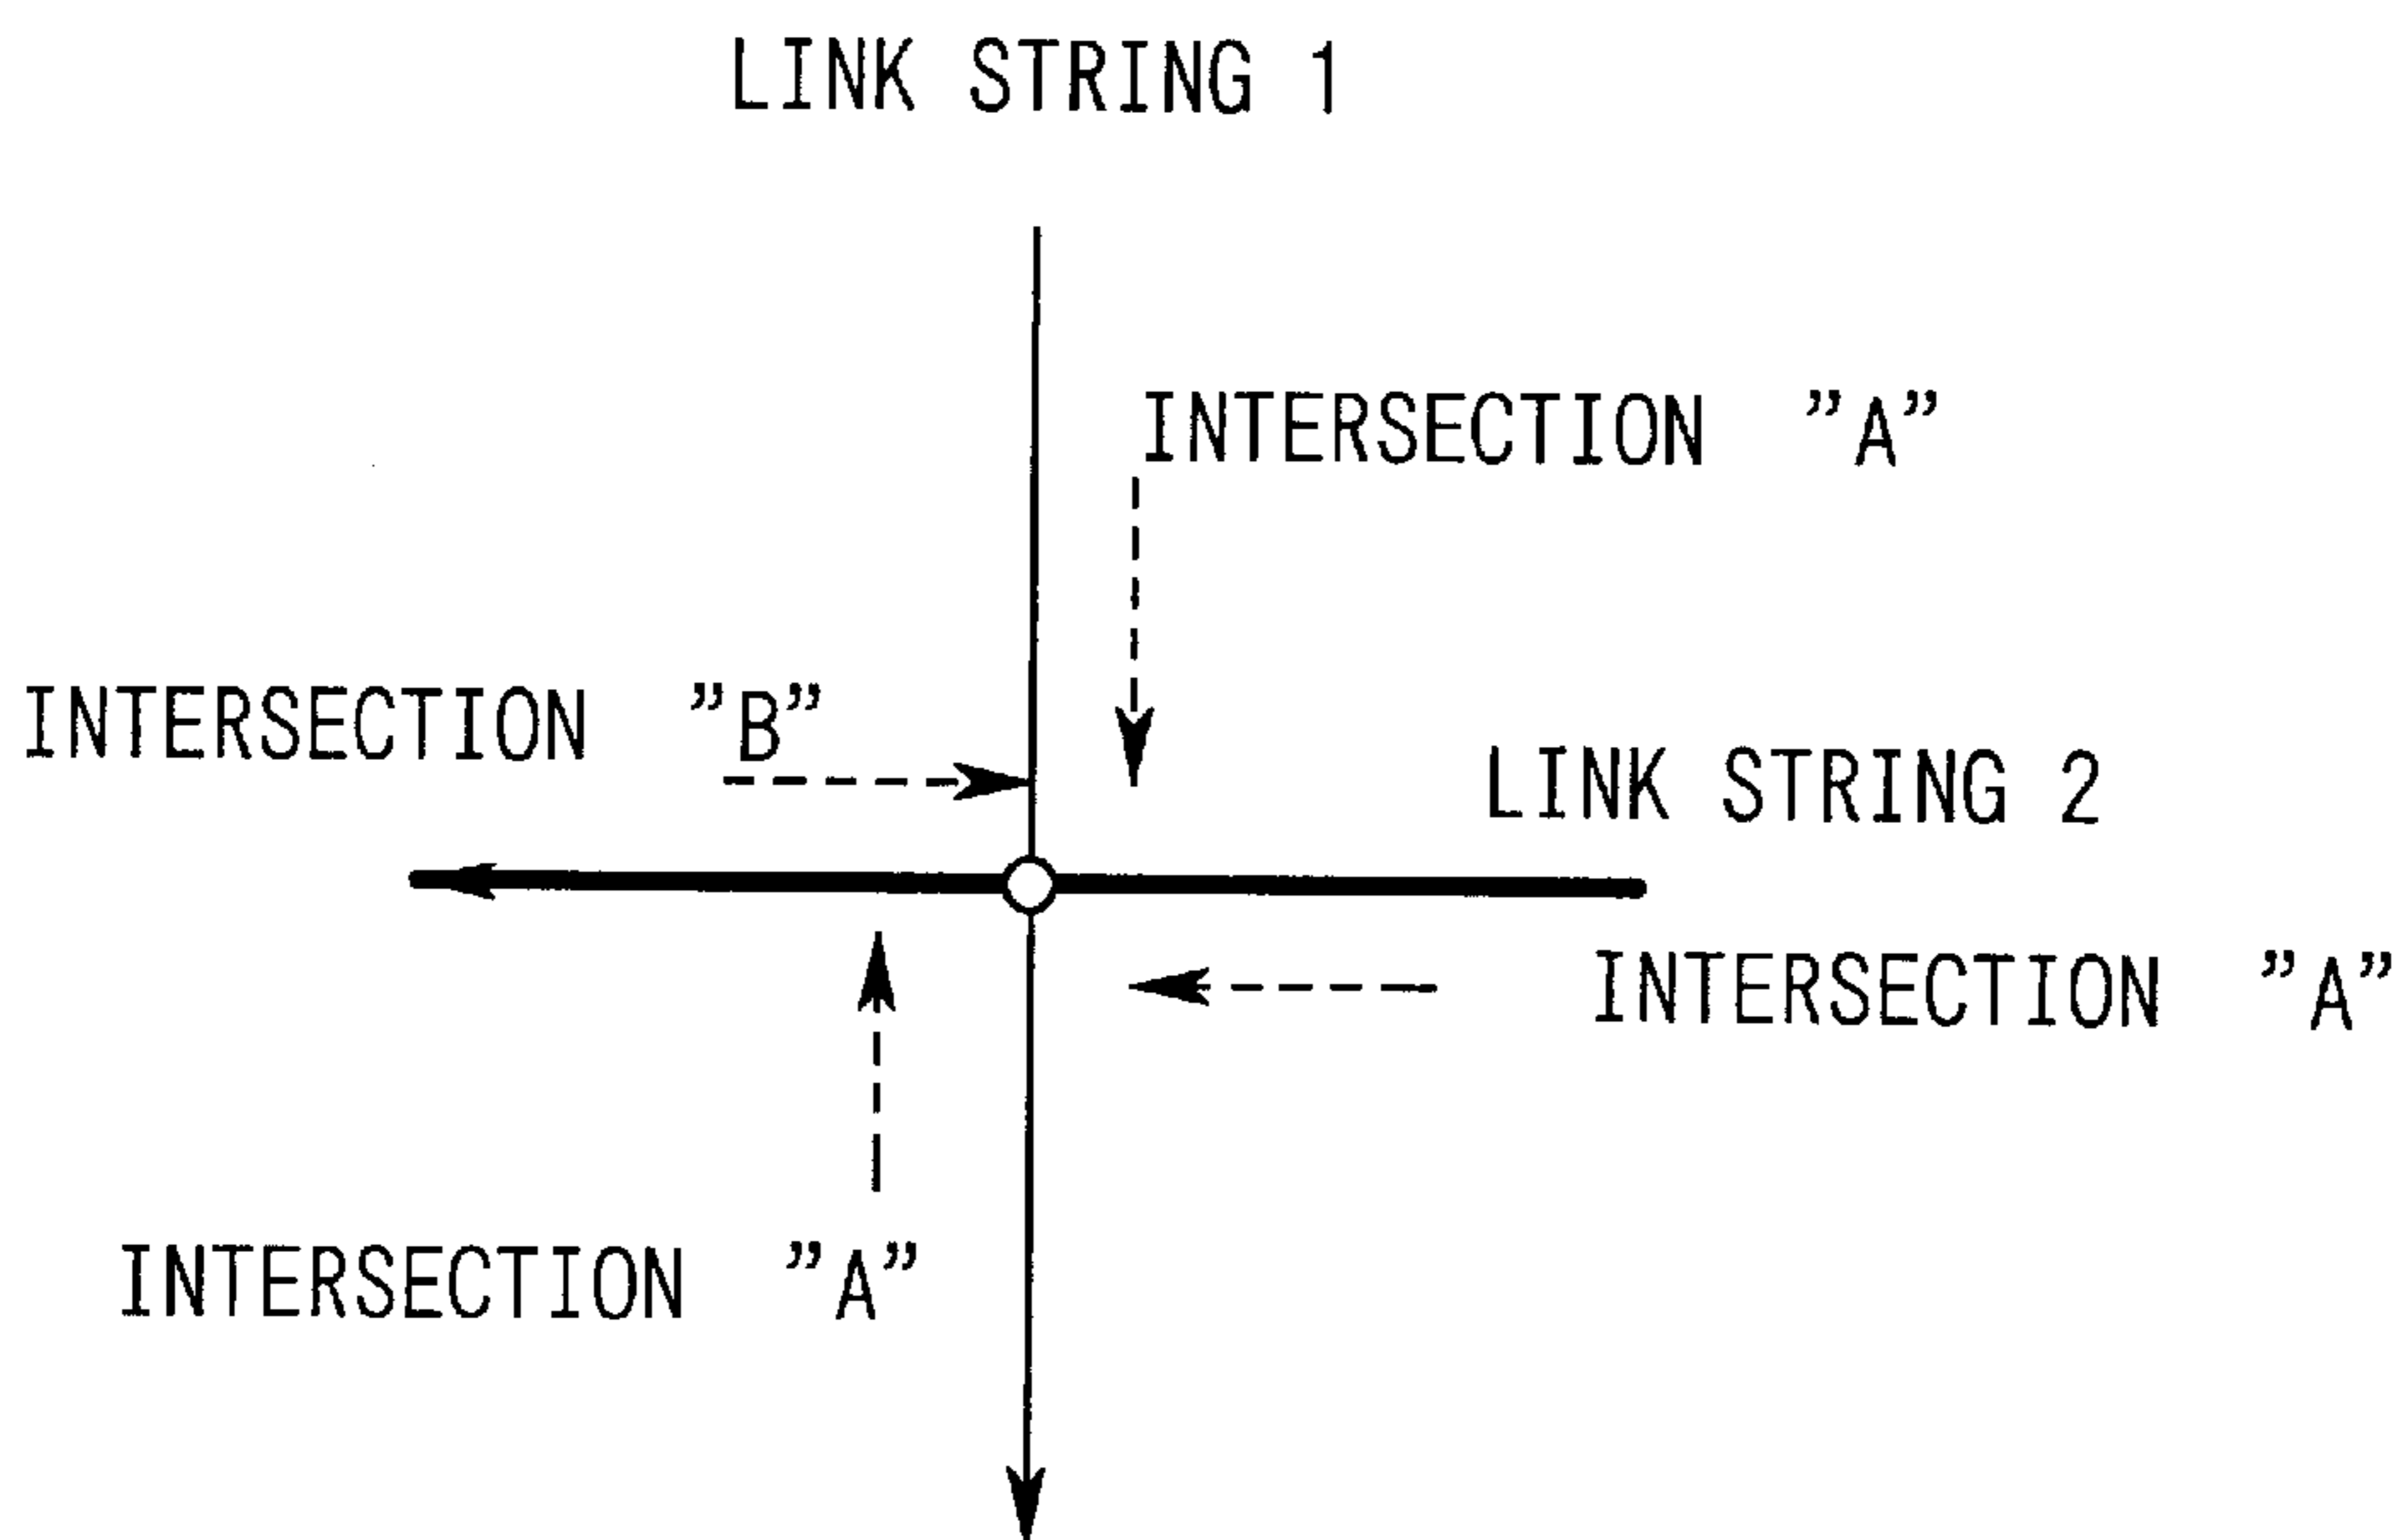 LINK STRING 1
INTERSECTION ”A”
INTERSECTION ”B”
LINK STRING 2
INTERSECTION ”A”
INTERSECTION ”A”